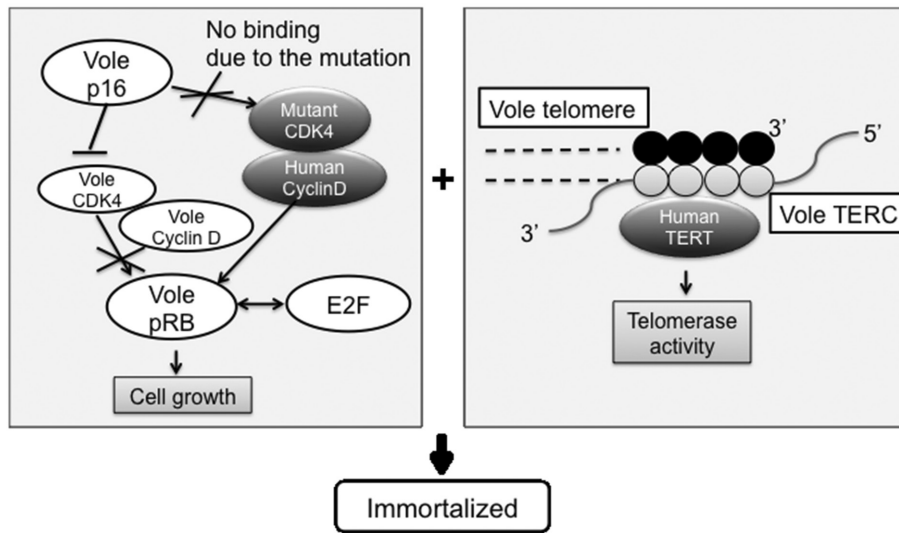 No binding
due to the mutation
Vole
p16
Mutant
CDK4
Human
CyclinD
Vole
CDK4
Vole
Cyclin D
Vole
pRB
E2F
Cell growth
+
Vole telomere
3’
5’
Vole TERC
Human
TERT
3’
Telomerase
activity
Immortalized